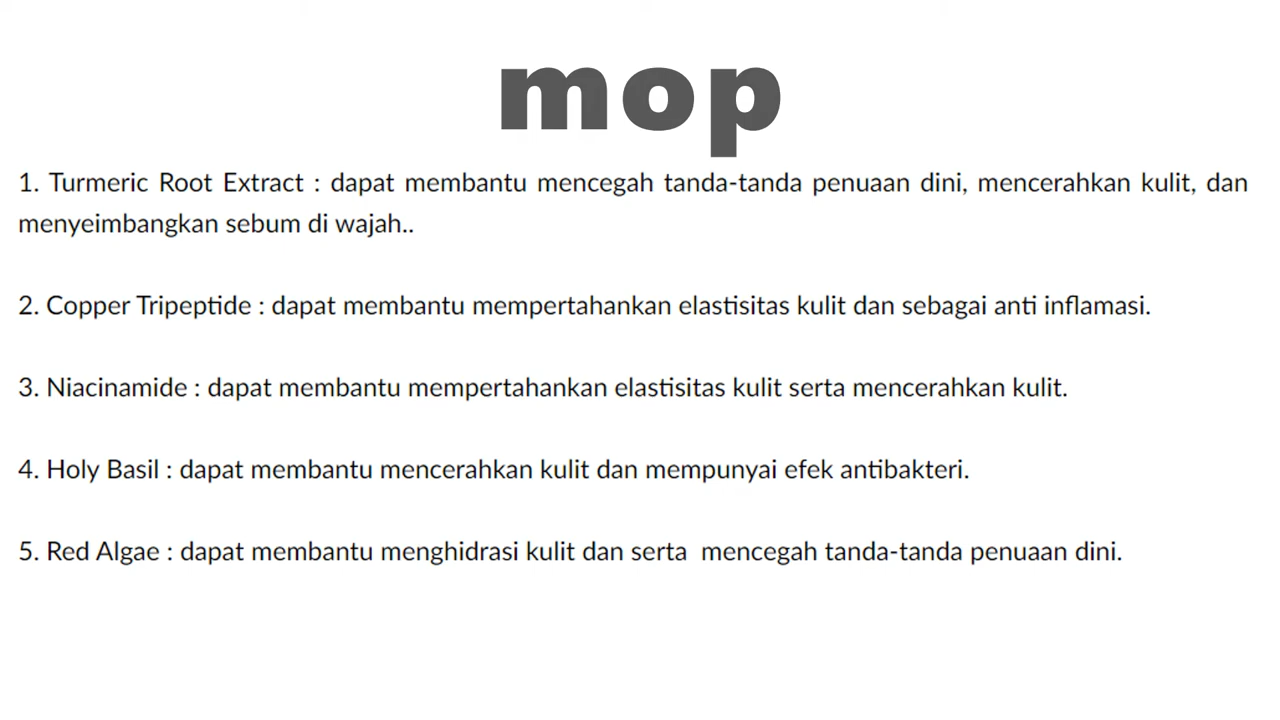 mop
1. Turmeric Root Extract : dapat membantu mencegah tanda-tanda penuaan dini, mencerahkan kulit, dan
menyeimbangkan sebum di wajah..
2. Copper Tripeptide : dapat membantu mempertahankan elastisitas kulit dan sebagai anti inflamasi.
3. Niacinamide : dapat membantu mempertahankan elastisitas kulit serta mencerahkan kulit.
4. Holy Basil : dapat membantu mencerahkan kulit dan mempunyai efek antibakteri.
5. Red Algae : dapat membantu menghidrasi kulit dan serta  mencegah tanda-tanda penuaan dini.